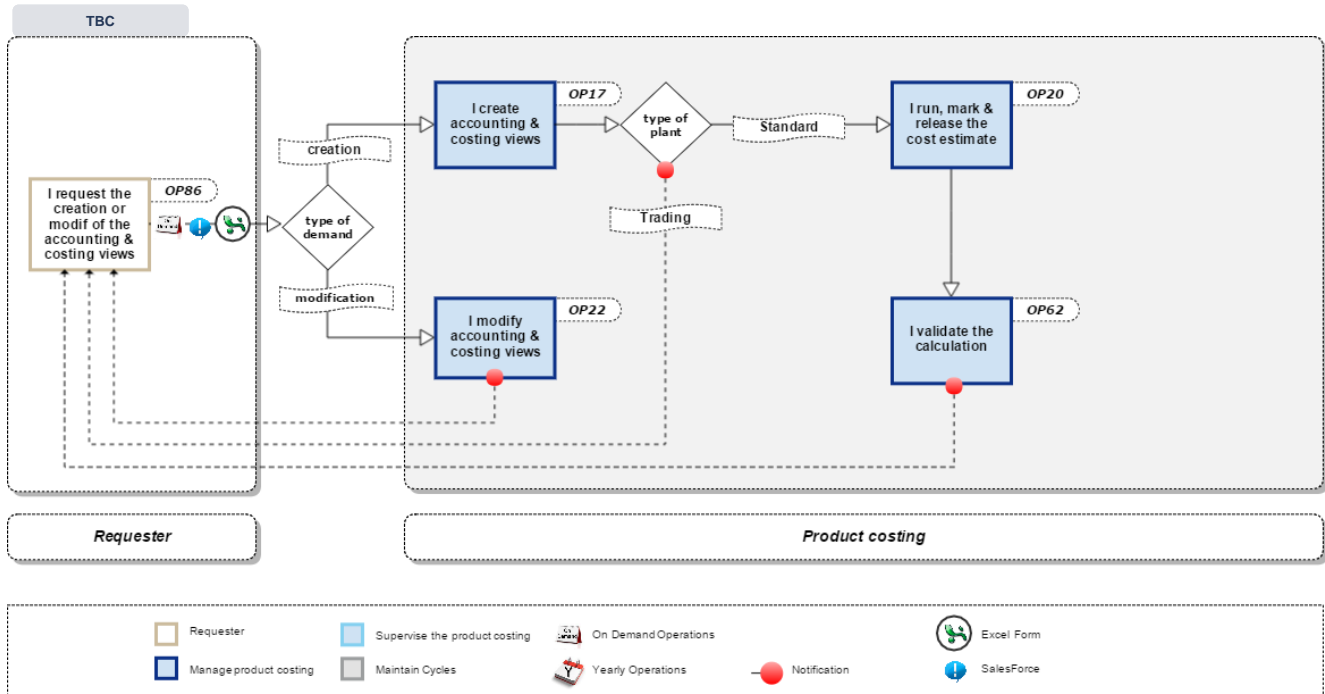 TBC
I request the
creation or
modif of the
accounting &
costing views
OP86
type of
demand
creation
modification
I create
accounting &
costing views
OP17
type of
plant
Standard
Trading
I run, mark &
release the
cost estimate
OP20
I modify
accounting &
costing views
OP22
I validate the
calculation
OP62
Requester
Product costing
Requester
Supervise the product costing
On Demand Operations
Excel Form
Manage product costing
Maintain Cycles
Y
Yearly Operations
Notification
SalesForce